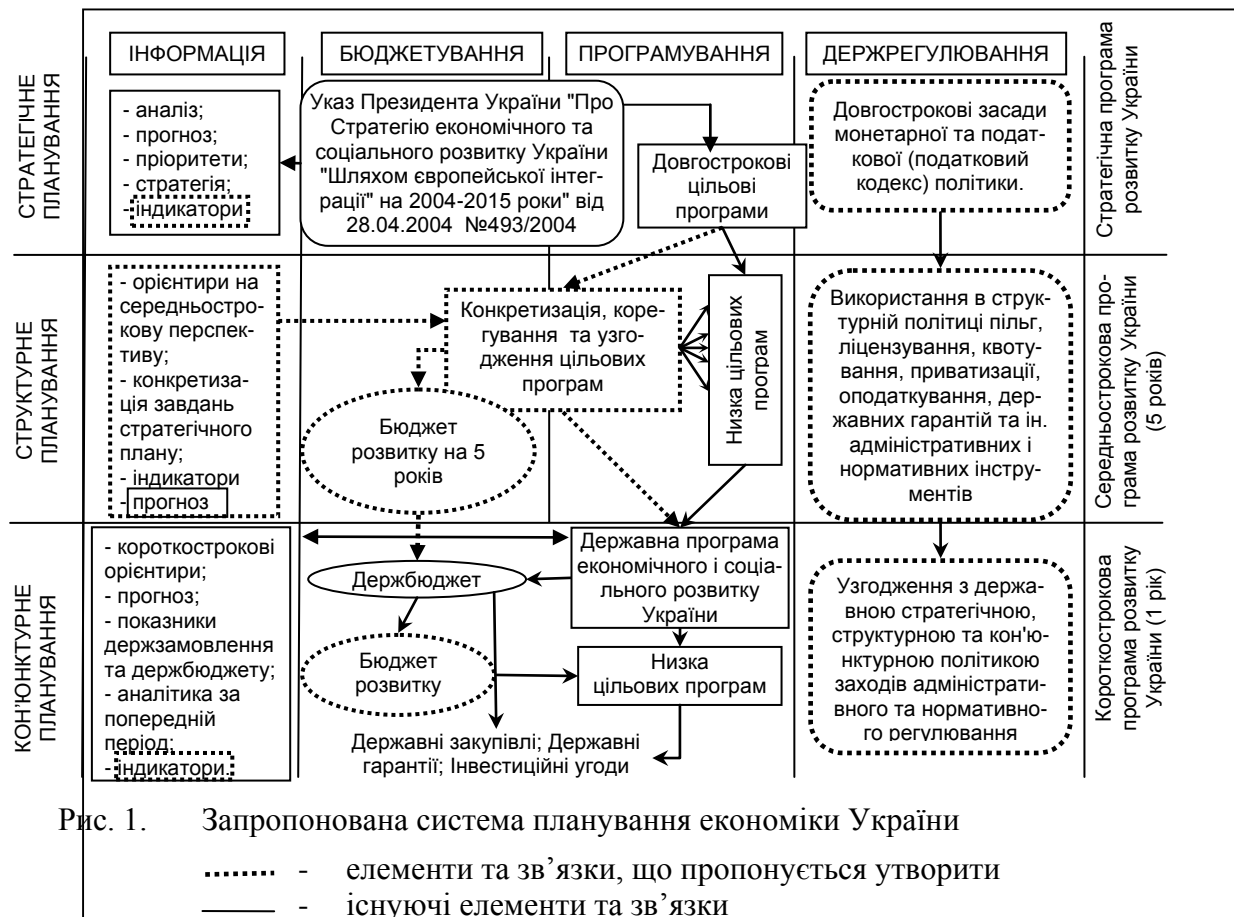 ІНФОРМАЦІЯ
БЮДЖЕТУВАННЯ
ПРОГРАМУВАННЯ
ДЕРЖРЕГУЛЮВАННЯ
СТРАТЕГІЧНЕ
ПЛАНУВАННЯ
- аналіз;
- прогноз;
- пріоритети;
- стратегія;
- індикатори
Указ Президента України "Про
Стратегію економічного та
соціального розвитку України
"Шляхом європейської інтег-
рації" на 2004-2015 роки" від
28.04.2004 №493/2004
Довгострокові
цільові
програми
Довгострокові засади
монетарної та подат-
кової (податковий
кодекс) політики.
Стратегічна програма
розвитку України
СТРУКТУРНЕ
ПЛАНУВАННЯ
- орієнтири на
середньостро-
кову перспек-
тиву;
- конкретиза-
ція завдань
стратегічного
плану;
- індикатори
- прогноз
Конкретизація, коре-
гування та узго-
дження цільових
програм
Бюджет
розвитку на 5
років
Низка цільових
програм
Використання в струк-
турній політиці пільг,
ліцензування, квоту-
вання, приватизації,
оподаткування, дер-
жавних гарантій та ін.
адміністративних і
нормативних інстру-
ментів
Середньострокова про-
грама розвитку України
(5 років)
КОН'ЮНКТУРНЕ
ПЛАНУВАННЯ
- короткострокові
орієнтири;
- прогноз;
- показники
держзамовлення
та держбюджету;
- аналітика за
попередній
період;
- індикатори.
Держбюджет
Бюджет
розвитку
Державна програма
економічного і соціа-
льного розвитку
України
Низка
цільових програм
Державні закупівлі; Державні
гарантії; Інвестиційні угоди
Узгодження з держа-
вною стратегічною,
структурною та кон'ю-
нктурною політикою
заходів адміністрати-
вного та нормативно-
го регулювання
Короткострокова
програма розвитку
України (1 рік)
Рис. 1. Запропонована система планування економіки України
- елементи та зв’язки, що пропонується утворити
- існуючі елементи та зв’язки